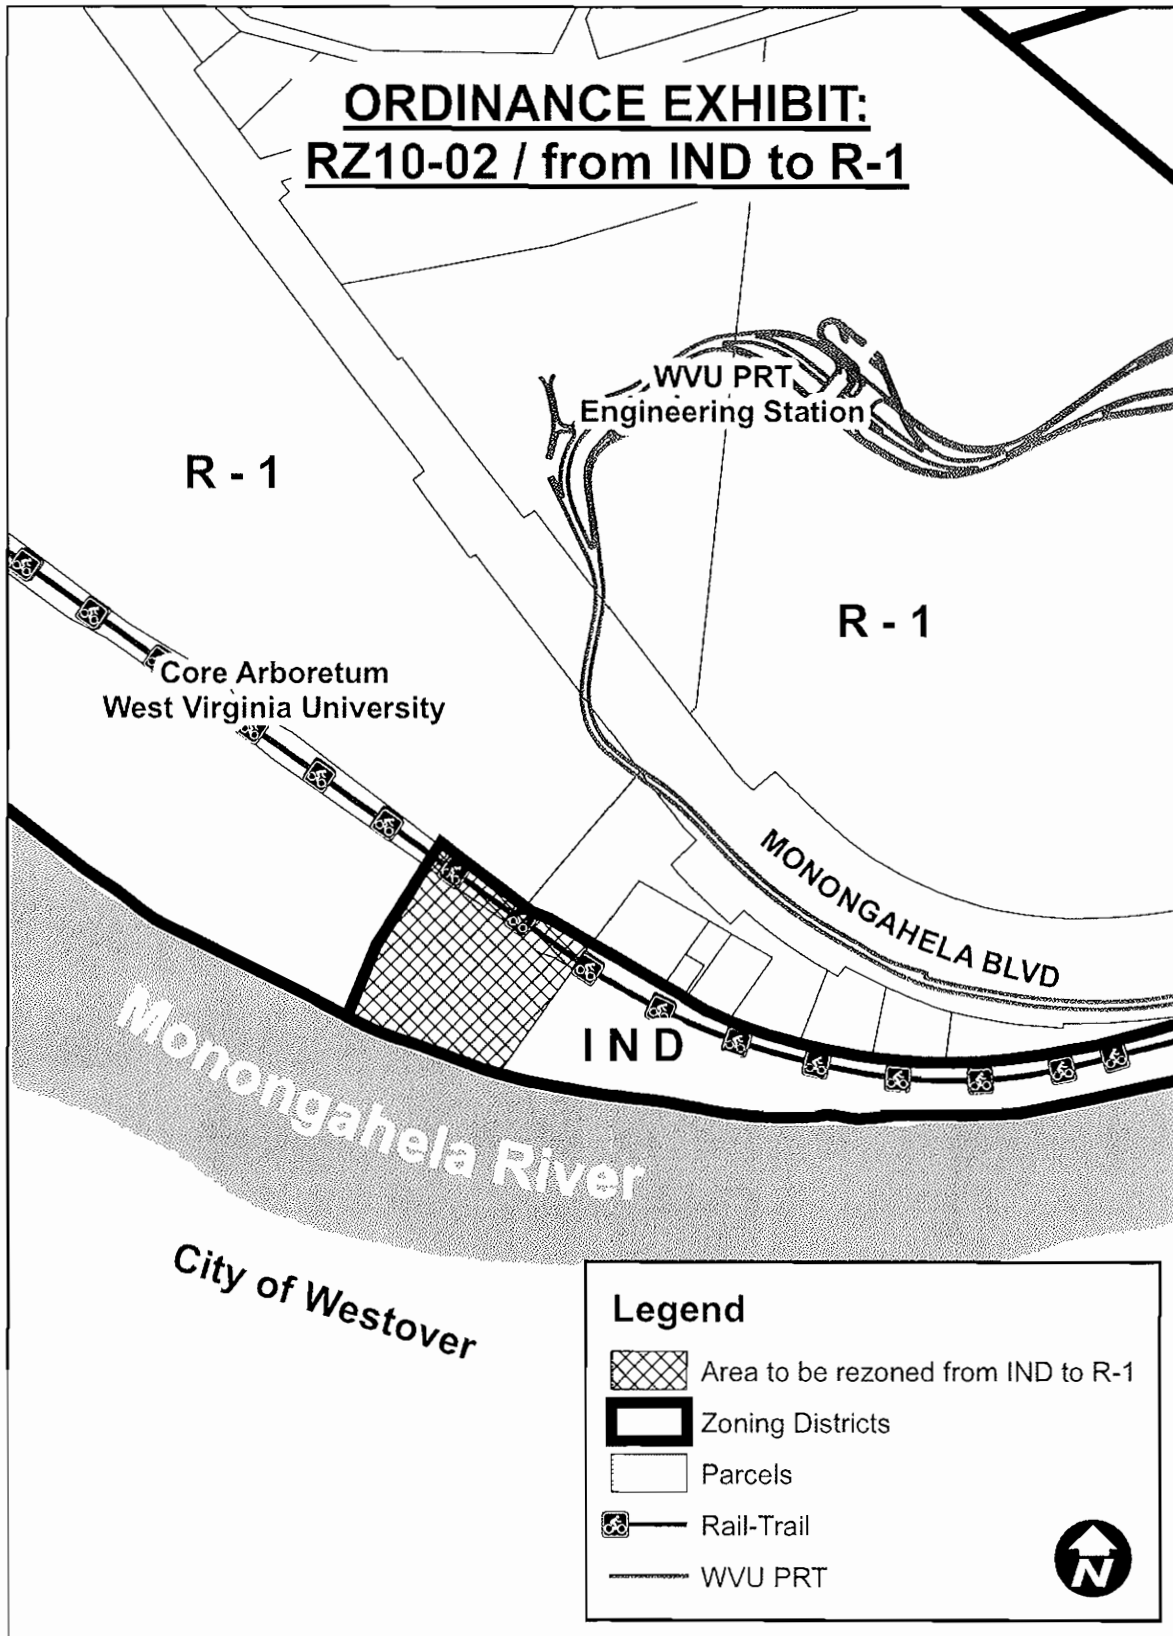 ORDINANCE EXHIBIT:
RZ10-02 / from IND to R-1
WVU PRT
Engineering Station
R - 1
R - 1
Core Arboretum
West Virginia University
MONONGAHELA BLVD
IND
Monongahela River
City of Westover
Legend
Area to be rezoned from IND to R-1
Zoning Districts
Parcels
Rail-Trail
WVU PRT
N